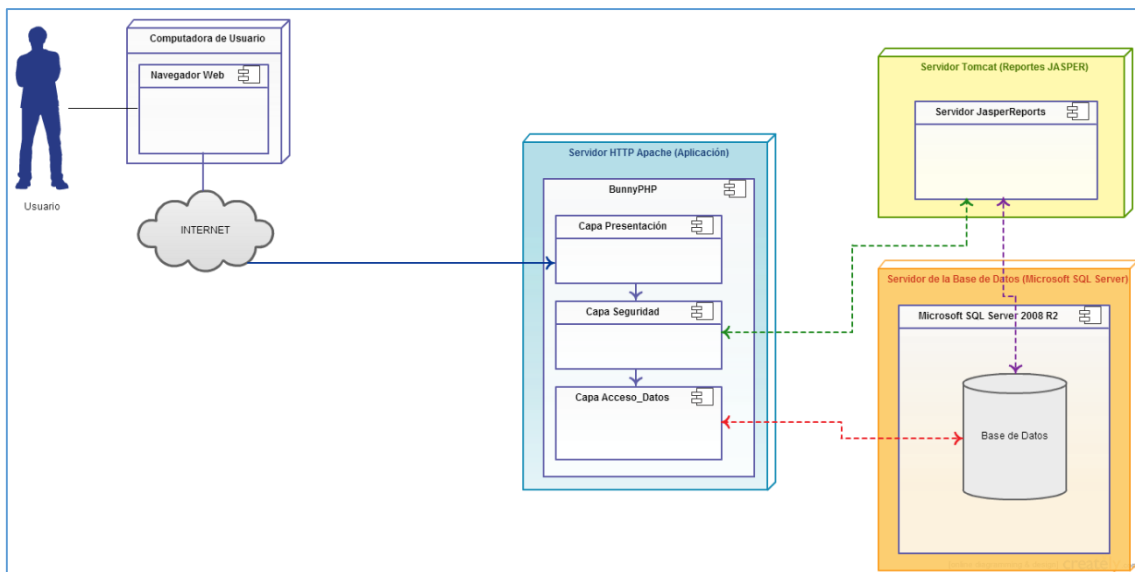 Computadora de Usuario
Navegador Web
Usuario
INTERNET
Servidor HTTP Apache (Aplicación)
BunnyPHP
Capa Presentación
Capa Seguridad
Capa Acceso_Datos
Servidor Tomcat (Reportes JASPER)
Servidor JasperReports
Servidor de la Base de Datos (Microsoft SQL Server)
Microsoft SQL Server 2008 R2
Base de Datos